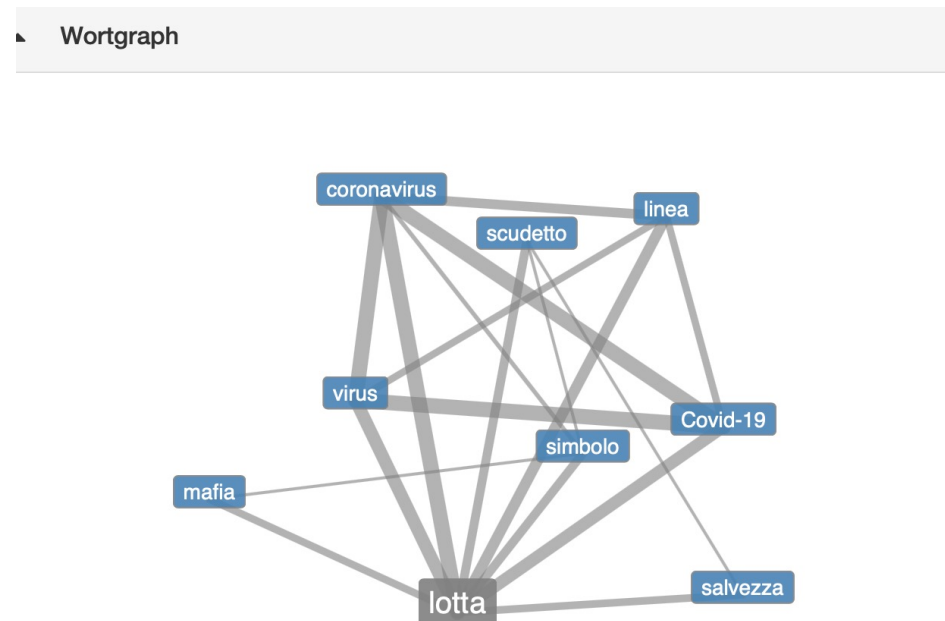 Wortgraph
coronavirus
linea
scudetto
virus
Covid-19
simbolo
mafia
salvezza
lotta